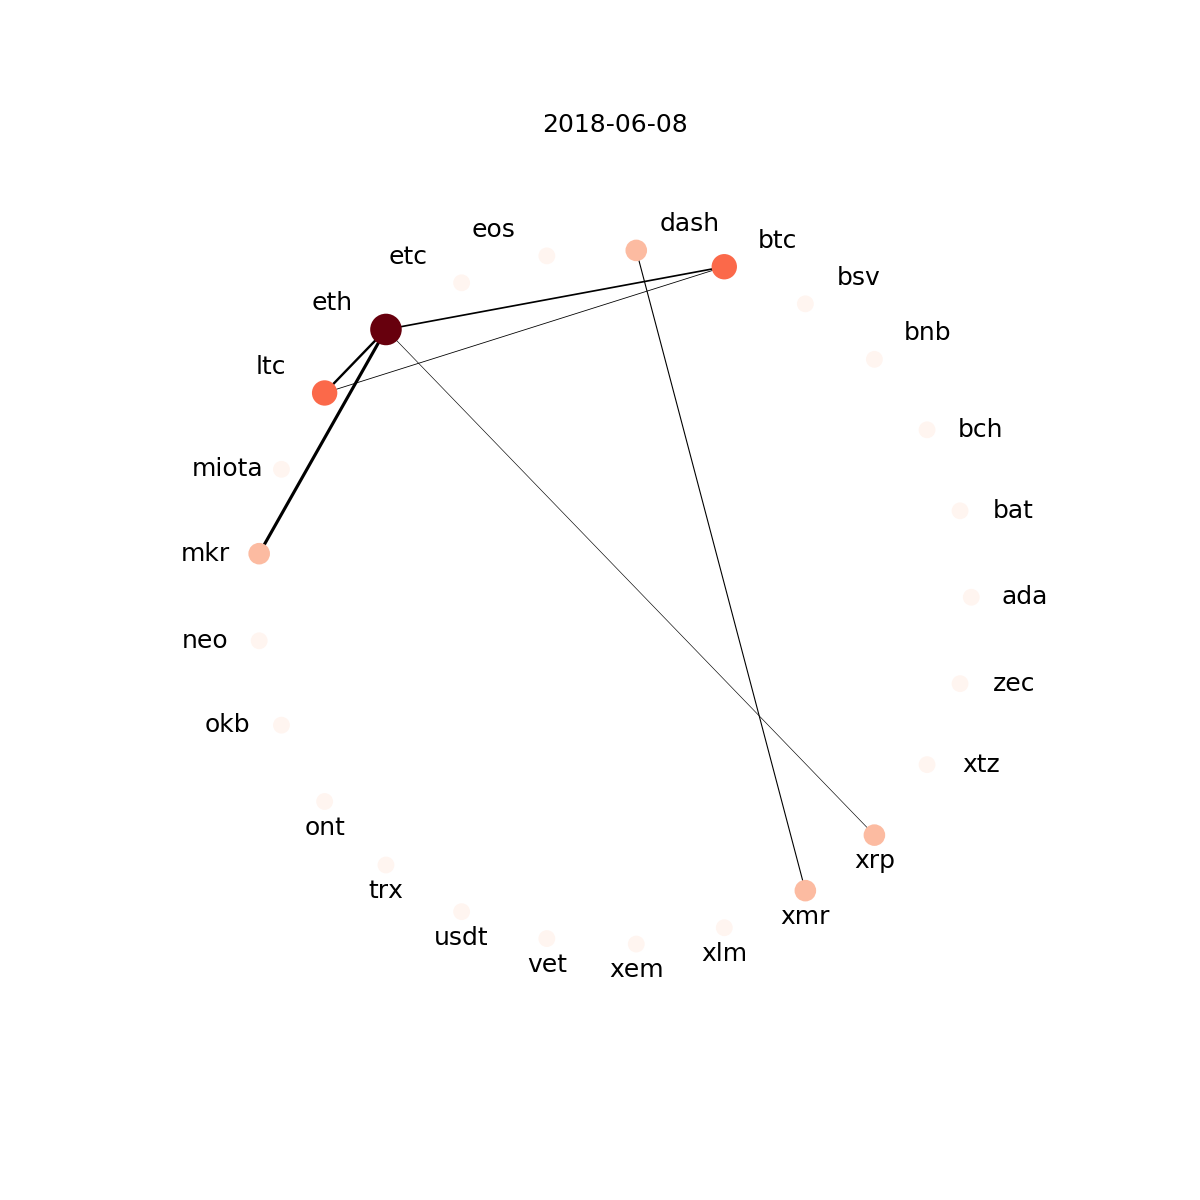 2018-06-08
dash
eos
btc
etc
bsv
eth
bnb
ltc
bch
miota
bat
mkr
ada
neo
zec
okb
xtz
ont
xrp
trx
xmr
usdt
xlm
vet
xem